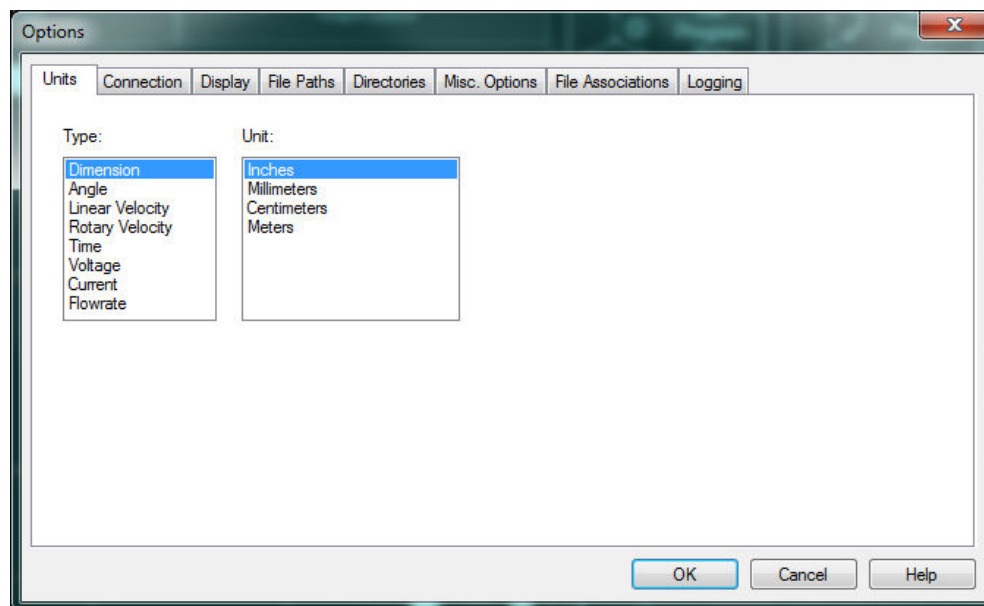 Options
Units Connection Display File Paths Directories Misc. Options File Associations Logging
Type: Unit:
Dimension Inches
Angle Millimeters
Linear Velocity Centimeters
Rotary Velocity Meters
Time
Voltage
Current
Flowrate
OK Cancel Help